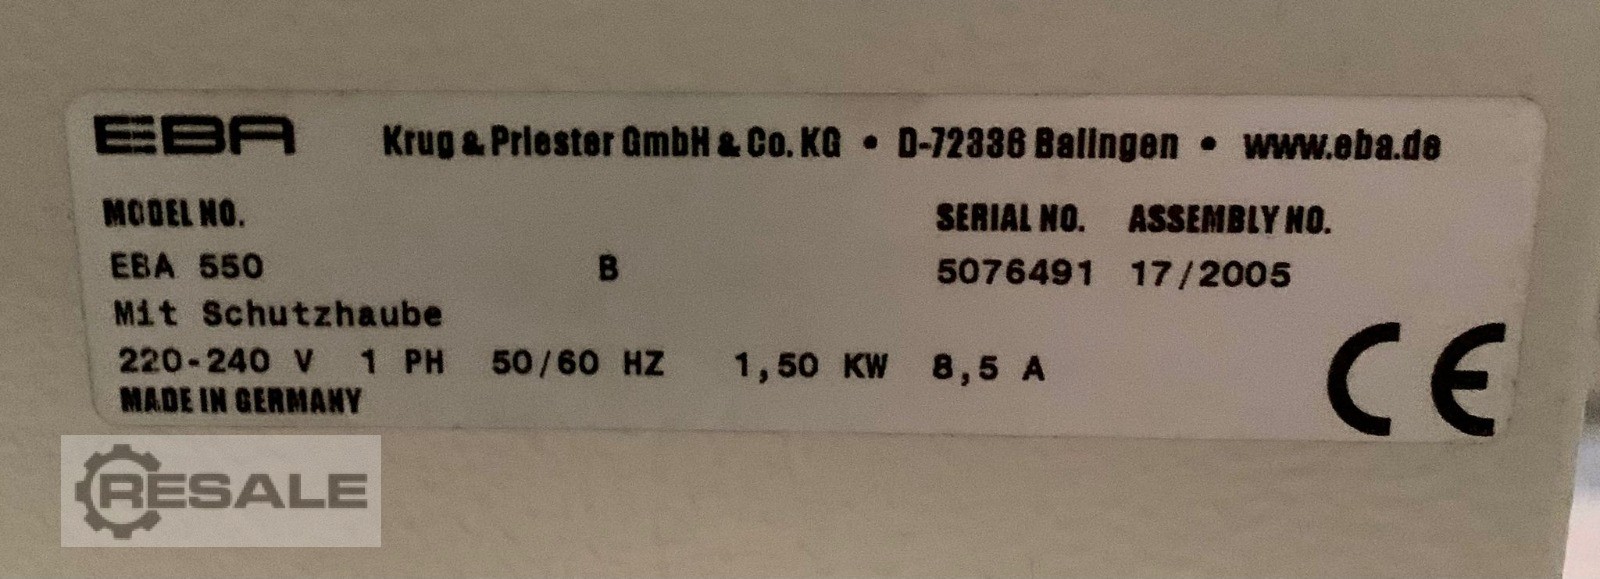 EBA Krug & Priester GmbH & Co. KG • D-72336 Balingen • www.eba.de
MODEL NO. SERIAL NO. ASSEMBLY NO.
EBA 550 B 5076491 17/2005
Mit Schutzhaube
220-240 V 1 PH 50/60 HZ 1,50 KW 8,5 A
MADE IN GERMANY
CE
RESALE